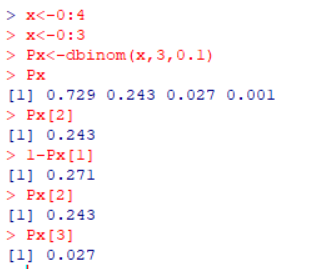 > x<-0:4
> x<-0:3
> Px<-dbinom(x,3,0.1)
> Px
[1] 0.729 0.243 0.027 0.001
> Px[2]
[1] 0.243
> 1-Px[1]
[1] 0.271
> Px[2]
[1] 0.243
> Px[3]
[1] 0.027